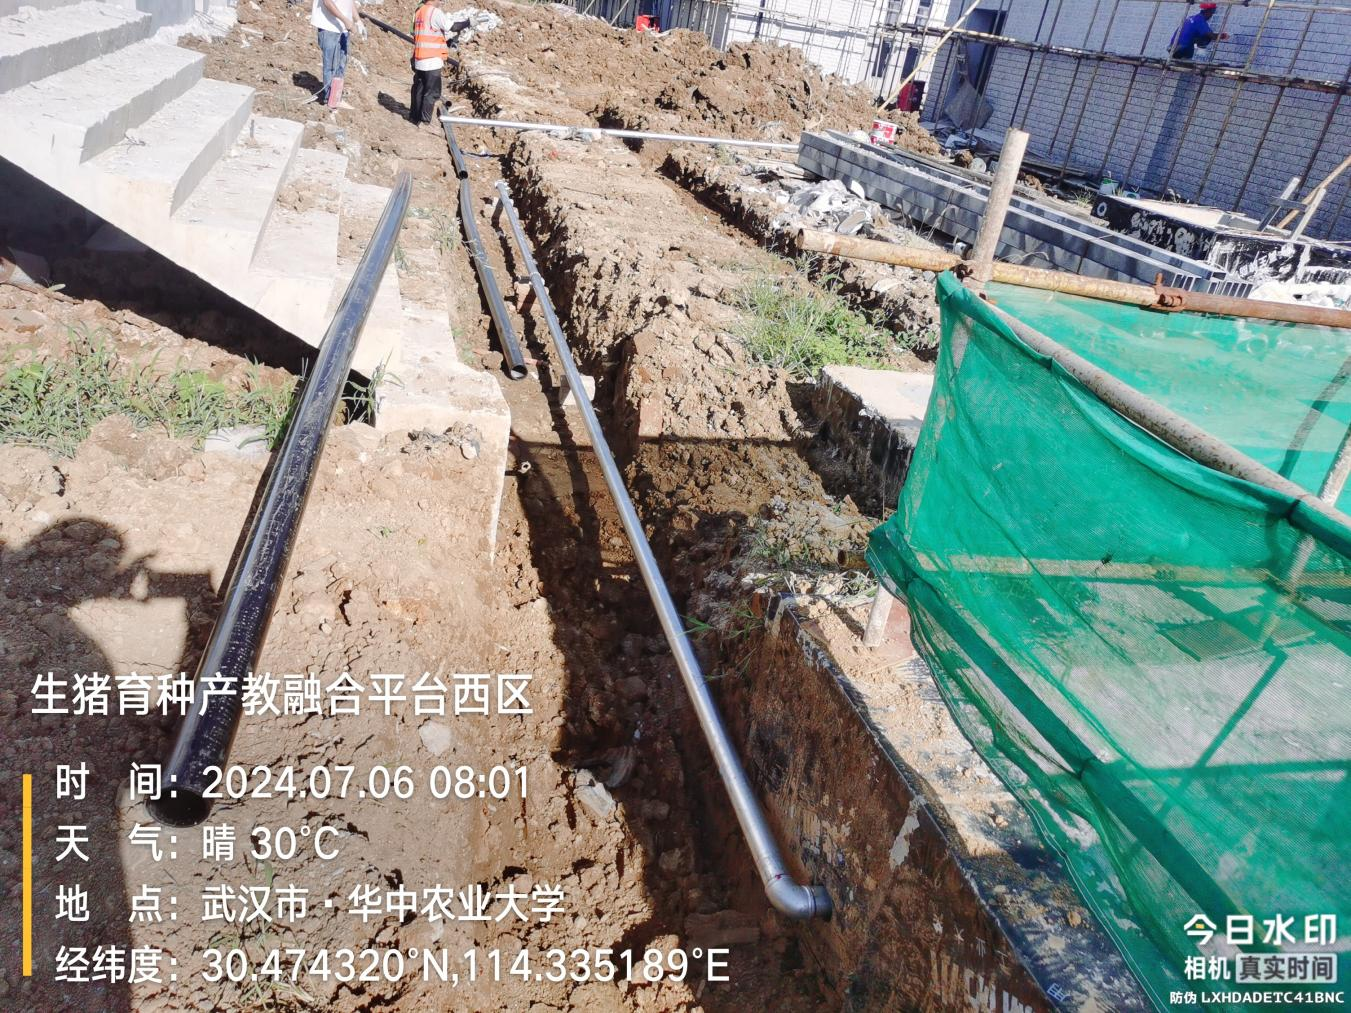 生猪育种产教融合平台西区
时 间：2024.07.06 08:01
天 气：晴 30℃
地 点：武汉市·华中农业大学
经纬度：30.474320°N,114.335189°E
今日水印
相机 真实时间
防伪 LXHDADETC41BNC